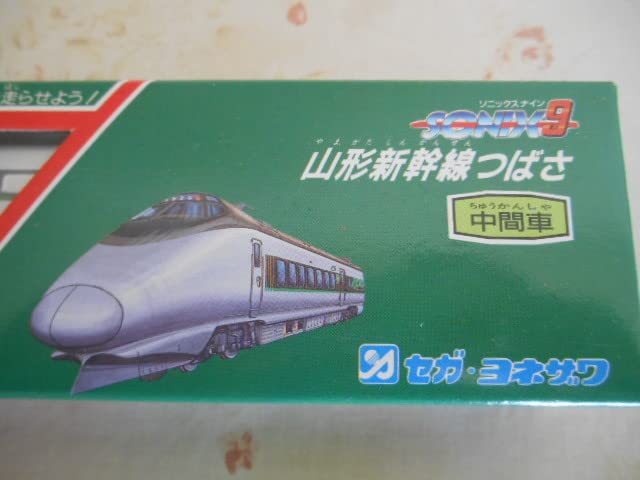 走らせよう!
ソニックスナイン
SONIX9
やまがたしんかんせん
山形新幹線つばさ
ちゅうかんしゃ
中間車
セガ・ヨネザワ